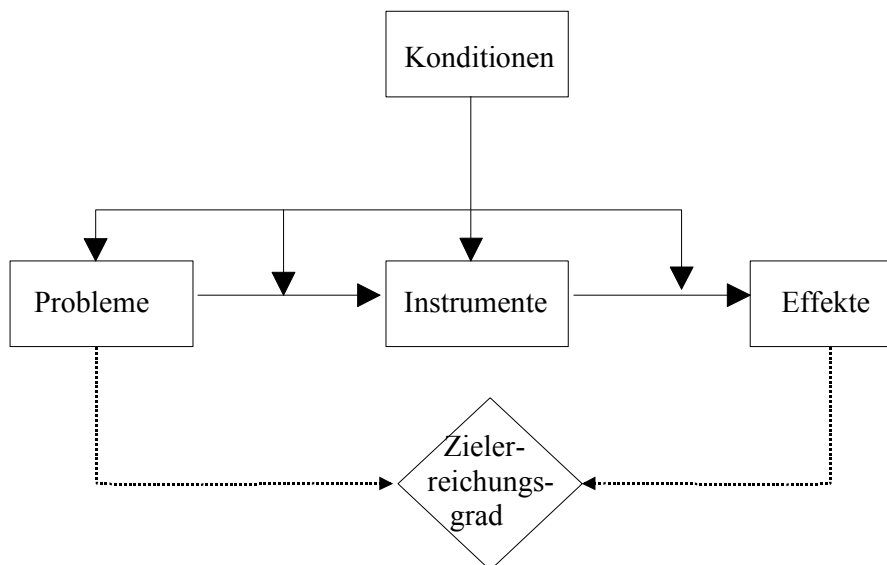 Konditionen
Probleme
Instrumente
Effekte
Zieler-
reichungs-
grad